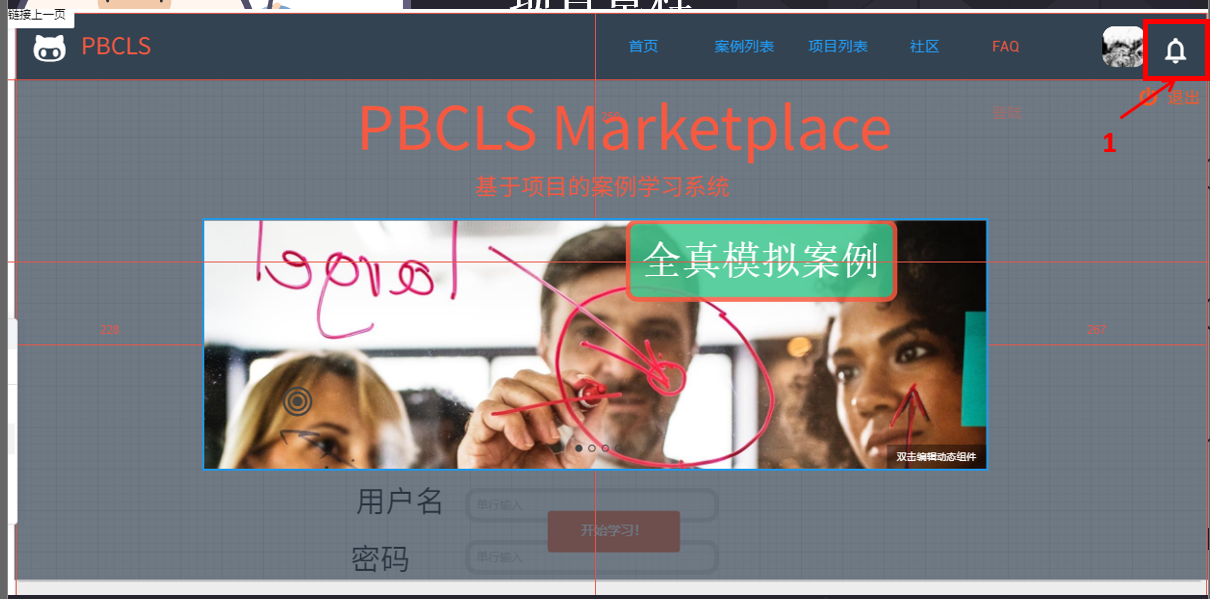 链接上一页
PBCLS
首页
案例列表
项目列表
社区
FAQ
退出
1
PBCLS Marketplace
基于项目的案例学习系统
全真模拟案例
267
双击编辑动态组件
用户名
单行输入
开始学习!
密码
单行输入